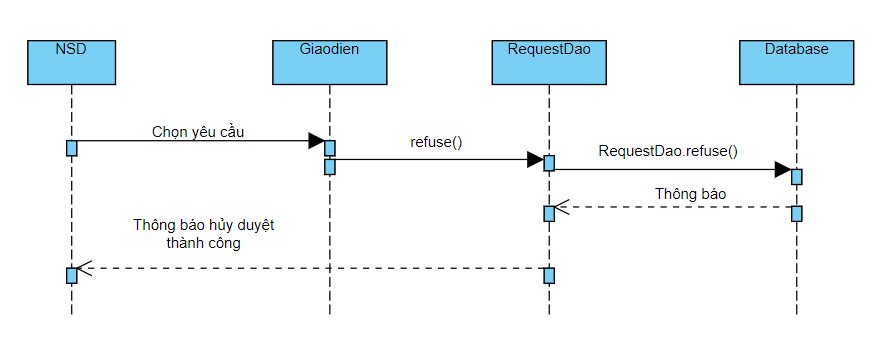 NSD
Giaodien
RequestDao
Database
Chọn yêu cầu
refuse()
RequestDao.refuse()
Thông báo
Thông báo hủy duyệt
thành công